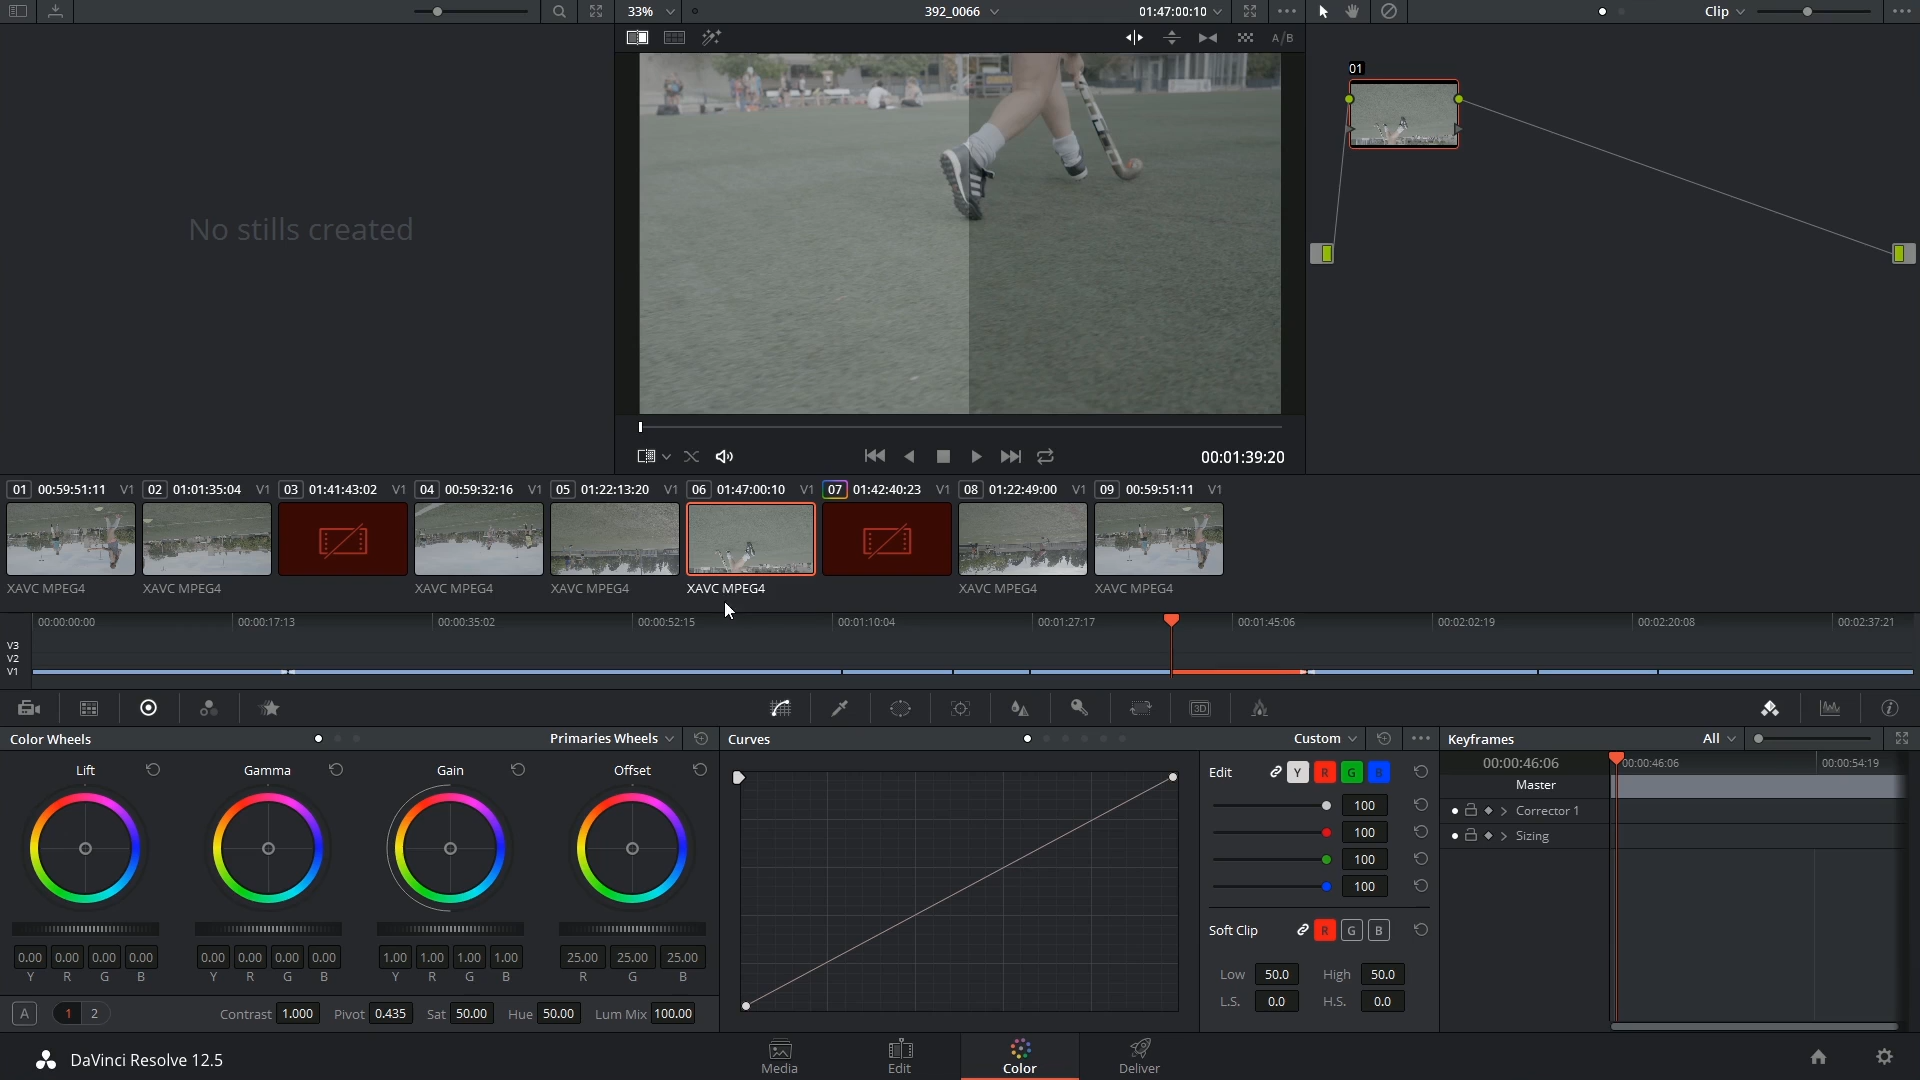 33%
392_0066
01:47:00:10
Clip
A/B
01
No stills created
00:01:39:20
01 00:59:51:11 V1 02 01:01:35:04 V1 03 01:41:43:02 V1 04 00:59:32:16 V1 05 01:22:13:20 V1 06 01:47:00:10 V1 07 01:42:40:23 V1 08 01:22:49:00 V1 09 00:59:51:11 V1
XAVC MPEG4 XAVC MPEG4 XAVC MPEG4 XAVC MPEG4 XAVC MPEG4 XAVC MPEG4 XAVC MPEG4
00:00:00:00 00:00:17:13 00:00:35:02 00:00:52:15 00:01:10:04 00:01:27:17 00:01:45:06 00:02:02:19 00:02:20:08 00:02:37:21
V3
V2
V1
3D
Color Wheels Primaries Wheels
Lift Gamma Gain Offset
0.00 0.00 0.00 0.00 0.00 0.00 0.00 0.00 1.00 1.00 1.00 1.00 25.00 25.00 25.00
Y R G B Y R G B Y R G B R G B
A 1 2 Contrast 1.000 Pivot 0.435 Sat 50.00 Hue 50.00 Lum Mix 100.00
Curves Custom
Edit Y R G B
100
100
100
100
Soft Clip R G B
Low 50.0 High 50.0
L.S. 0.0 H.S. 0.0
Keyframes All
00:00:46:06 00:00:46:06 00:00:54:19
Master
Corrector 1
Sizing
DaVinci Resolve 12.5
Media Edit Color Deliver